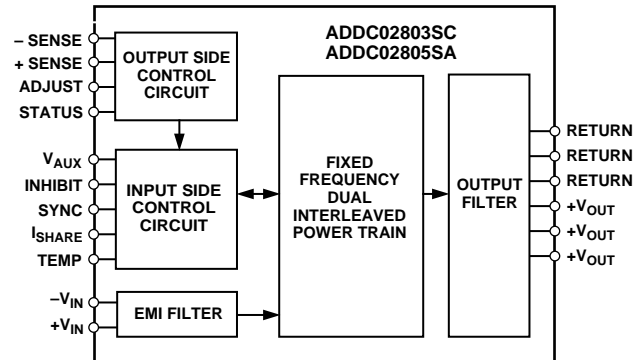 ADDC02803SC
ADDC02805SA
– SENSE
+ SENSE
ADJUST
STATUS
OUTPUT SIDE
CONTROL
CIRCUIT
VAUX
INHIBIT
SYNC
ISHARE
TEMP
INPUT SIDE
CONTROL
CIRCUIT
–VIN
+VIN
EMI FILTER
FIXED
FREQUENCY
DUAL
INTERLEAVED
POWER TRAIN
OUTPUT
FILTER
RETURN
RETURN
RETURN
+VOUT
+VOUT
+VOUT